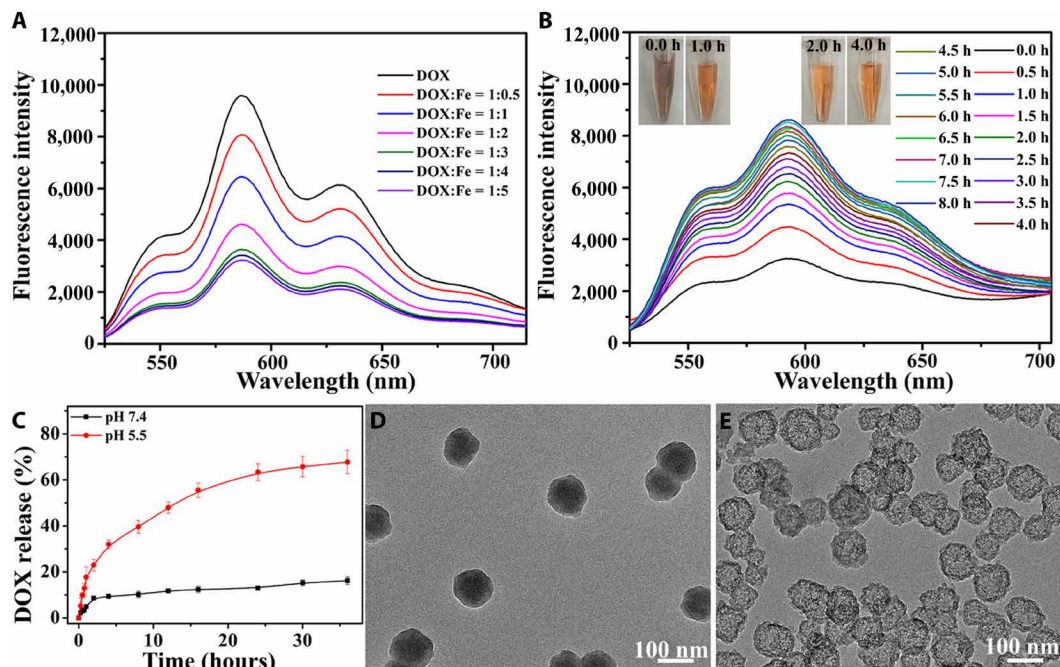 A
Fluorescence intensity
12,000
10,000
8,000
6,000
4,000
2,000
0
DOX
DOX:Fe = 1:0.5
DOX:Fe = 1:1
DOX:Fe = 1:2
DOX:Fe = 1:3
DOX:Fe = 1:4
DOX:Fe = 1:5
550 600 650 700
Wavelength (nm)
B
Fluorescence intensity
12,000
10,000
8,000
6,000
4,000
2,000
0
0.0 h 1.0 h 2.0 h 4.0 h
4.5 h 0.0 h
5.0 h 0.5 h
5.5 h 1.0 h
6.0 h 1.5 h
6.5 h 2.0 h
7.0 h 2.5 h
7.5 h 3.0 h
8.0 h 3.5 h
4.0 h
550 600 650 700
Wavelength (nm)
C
DOX release (%)
80
60
40
20
0
pH 7.4
pH 5.5
0 10 20 30
Time (hours)
D
100 nm
E
100 nm